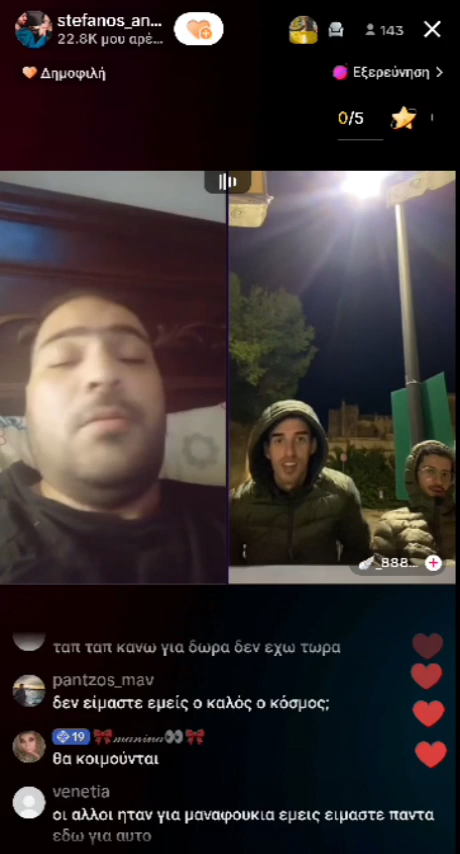 stefanos_an...
22.8K μου αρέ...
143
Δημοφιλή
Εξερεύνηση >
0/5
_888...
ταπ ταπ κανω για δωρα δεν εχω τωρα
pantzos_mav
δεν είμαστε εμείς ο καλός ο κόσμος;
19 𝓂𝒶𝓃𝒾𝓃𝒶
θα κοιμούνται
venetia
οι αλλοι ηταν για μαναφουκια εμεις ειμαστε παντα
εδω για αυτο